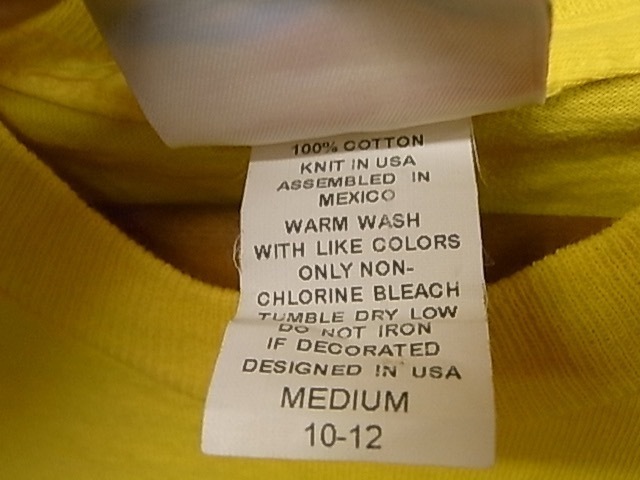 100% COTTON
KNIT IN USA
ASSEMBLED IN
MEXICO
WARM WASH
WITH LIKE COLORS
ONLY NON-
CHLORINE BLEACH
TUMBLE DRY LOW
DO NOT IRON
IF DECORATED
DESIGNED IN USA
MEDIUM
10-12